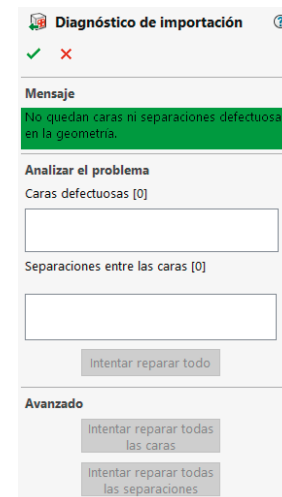 Diagnóstico de importación
Mensaje
No quedan caras ni separaciones defectuosa
en la geometría.
Analizar el problema
Caras defectuosas [0]
Separaciones entre las caras [0]
Intentar reparar todo
Avanzado
Intentar reparar todas
las caras
Intentar reparar todas
las separaciones